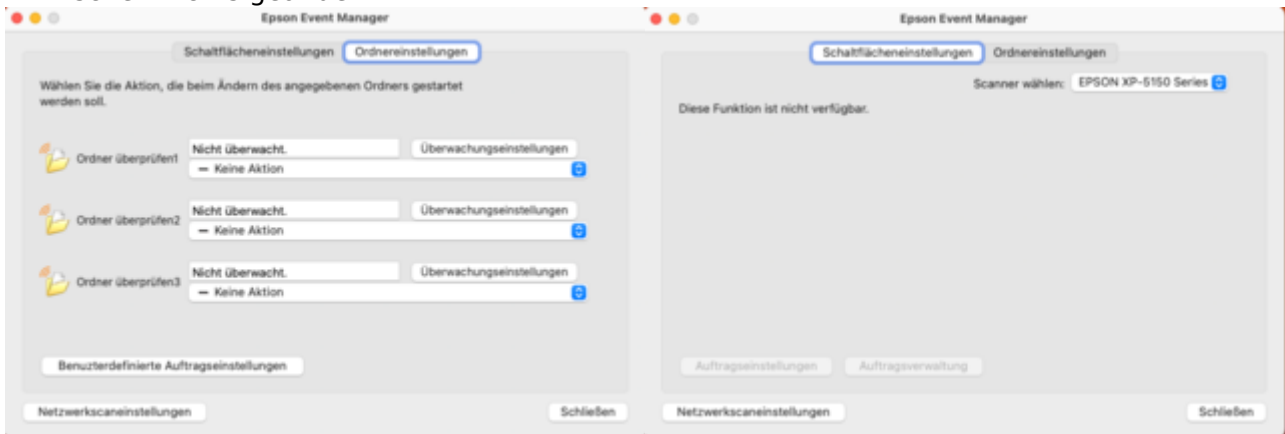 Epson Event Manager
Schaltflächeneinstellungen Ordnereinstellungen
Wählen Sie die Aktion, die beim Ändern des angegebenen Ordners gestartet
werden soll.
Ordner überprüfen1
Nicht überwacht. Überwachungseinstellungen
— Keine Aktion
Ordner überprüfen2
Nicht überwacht. Überwachungseinstellungen
— Keine Aktion
Ordner überprüfen3
Nicht überwacht. Überwachungseinstellungen
— Keine Aktion
Benuzterdefinierte Auftragseinstellungen
Netzwerkscaneinstellungen Schließen
Epson Event Manager
Schaltflächeneinstellungen Ordnereinstellungen
Scanner wählen: EPSON XP-5150 Series
Diese Funktion ist nicht verfügbar.
Auftragseinstellungen Auftragsverwaltung
Netzwerkscaneinstellungen Schließen